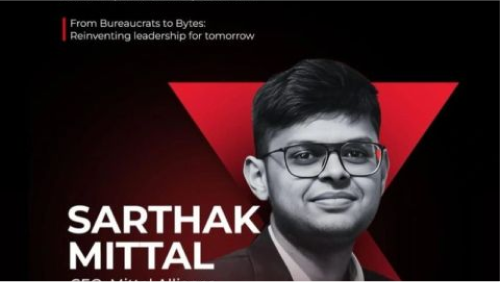 From Bureaucrats to Bytes:
Reinventing leadership for tomorrow
SARTHAK
MITTAL